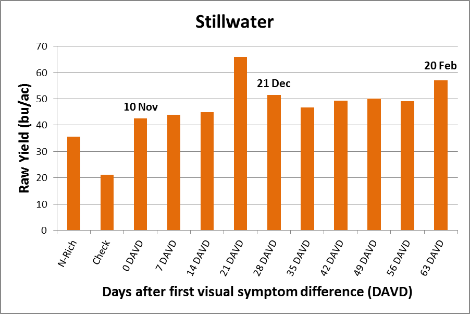 Stillwater
Raw Yield (bu/ac)
70
60
50
40
30
20
10
0
10 Nov
21 Dec
20 Feb
N-Rich
Check
0 DAVD
7 DAVD
14 DAVD
21 DAVD
28 DAVD
35 DAVD
42 DAVD
49 DAVD
56 DAVD
63 DAVD
Days after first visual symptom difference (DAVD)